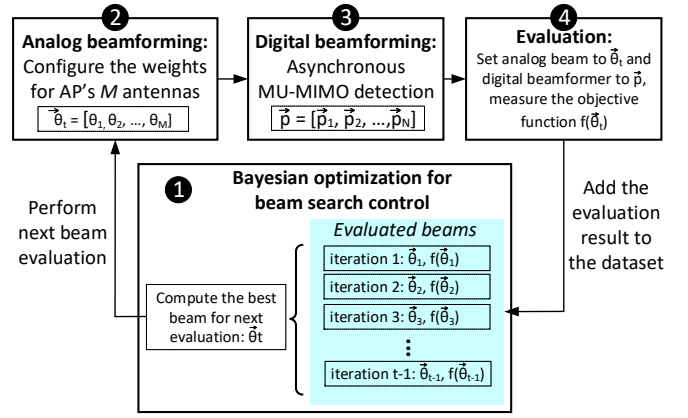 2
Analog beamforming:
Configure the weights
for AP's M antennas
θ⃗ₜ = [θ₁, θ₂, ..., θ_M]
3
Digital beamforming:
Asynchronous
MU-MIMO detection
p⃗ = [p⃗₁, p⃗₂, ...,p⃗_N]
4
Evaluation:
Set analog beam to θ⃗ₜ and
digital beamformer to p⃗,
measure the objective
function f(θ⃗ₜ)
Perform
next beam
evaluation
1
Bayesian optimization for
beam search control
Evaluated beams
iteration 1: θ⃗₁, f(θ⃗₁)
iteration 2: θ⃗₂, f(θ⃗₂)
iteration 3: θ⃗₃, f(θ⃗₃)
⋮
iteration t-1: θ⃗ₜ₋₁, f(θ⃗ₜ₋₁)
Compute the best
beam for next
evaluation: θ⃗t
Add the
evaluation
result to
the dataset